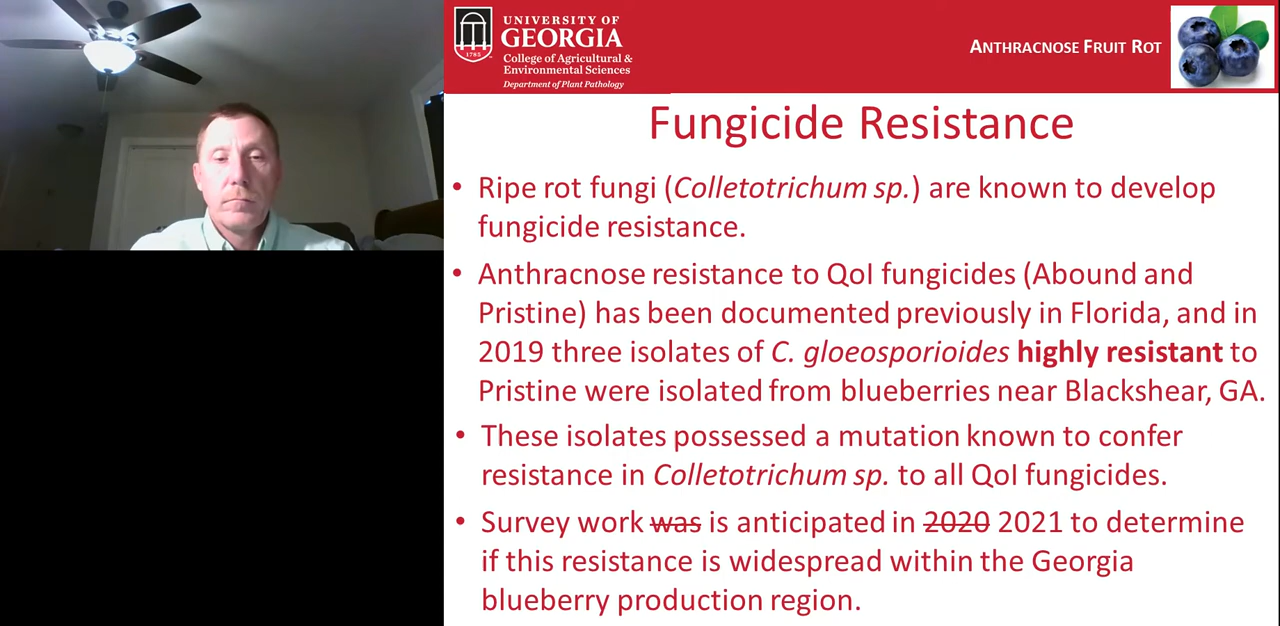 UNIVERSITY OF
GEORGIA
College of Agricultural &
Environmental Sciences
Department of Plant Pathology
1785
ANTHRACNOSE FRUIT ROT
Fungicide Resistance
• Ripe rot fungi (Colletotrichum sp.) are known to develop
fungicide resistance.
• Anthracnose resistance to QoI fungicides (Abound and
Pristine) has been documented previously in Florida, and in
2019 three isolates of C. gloeosporioides highly resistant to
Pristine were isolated from blueberries near Blackshear, GA.
• These isolates possessed a mutation known to confer
resistance in Colletotrichum sp. to all QoI fungicides.
• Survey work was is anticipated in 2020 2021 to determine
if this resistance is widespread within the Georgia
blueberry production region.